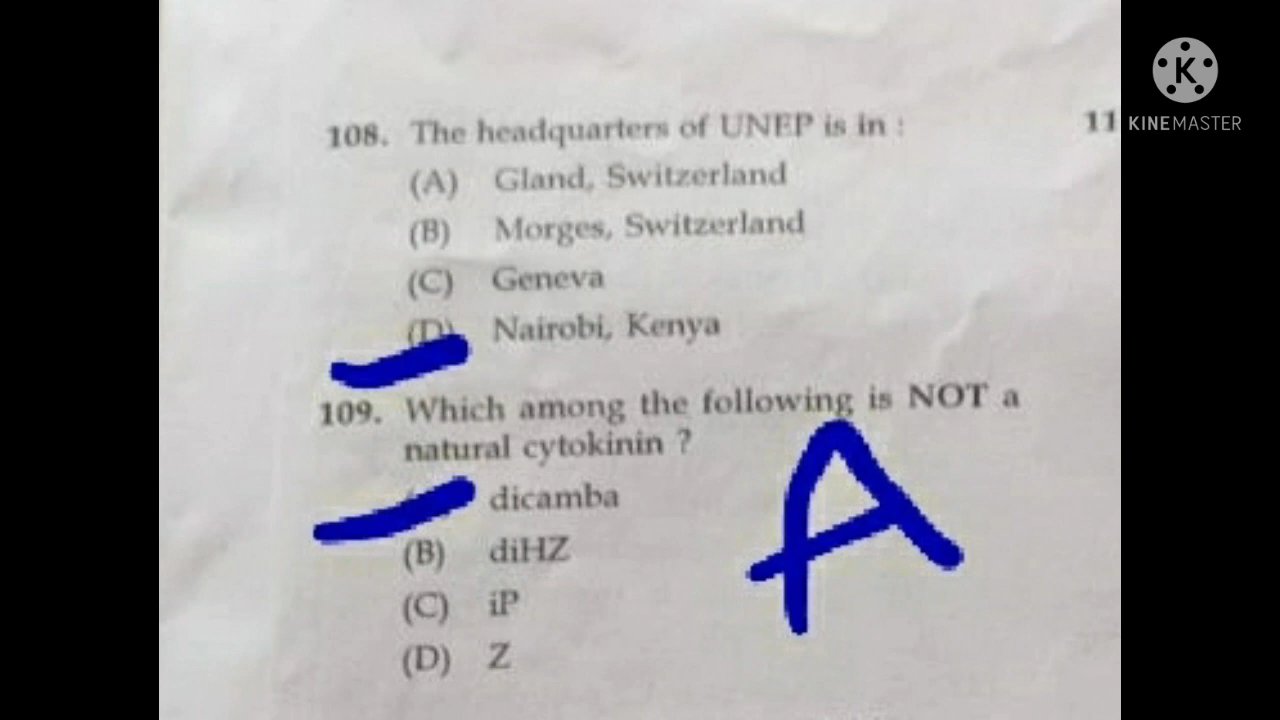 108. The headquarters of UNEP is in :
(A) Gland, Switzerland
(B) Morges, Switzerland
(C) Geneva
(D) Nairobi, Kenya
109. Which among the following is NOT a
natural cytokinin ?
dicamba
(B) diHZ
(C) iP
(D) Z
A
11
K
KINEMASTER